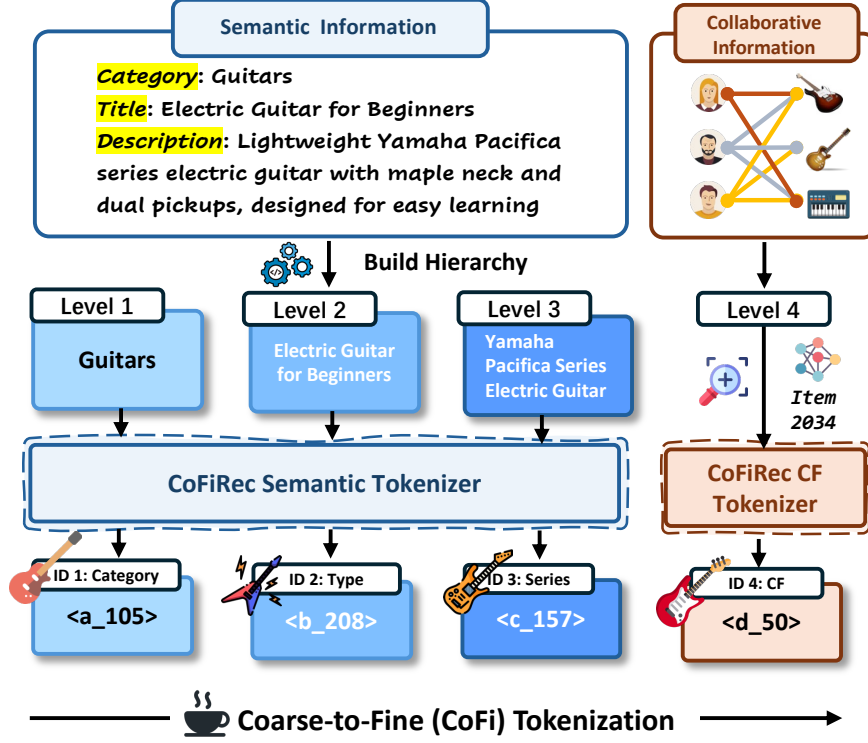 Semantic Information
Category: Guitars
Title: Electric Guitar for Beginners
Description: Lightweight Yamaha Pacifica
series electric guitar with maple neck and
dual pickups, designed for easy learning
Collaborative
Information
Build Hierarchy
Level 1
Guitars
Level 2
Electric Guitar
for Beginners
Level 3
Yamaha
Pacifica Series
Electric Guitar
Level 4
Item
2034
CoFiRec Semantic Tokenizer
CoFiRec CF
Tokenizer
ID 1: Category
<a_105>
ID 2: Type
<b_208>
ID 3: Series
<c_157>
ID 4: CF
<d_50>
Coarse-to-Fine (CoFi) Tokenization